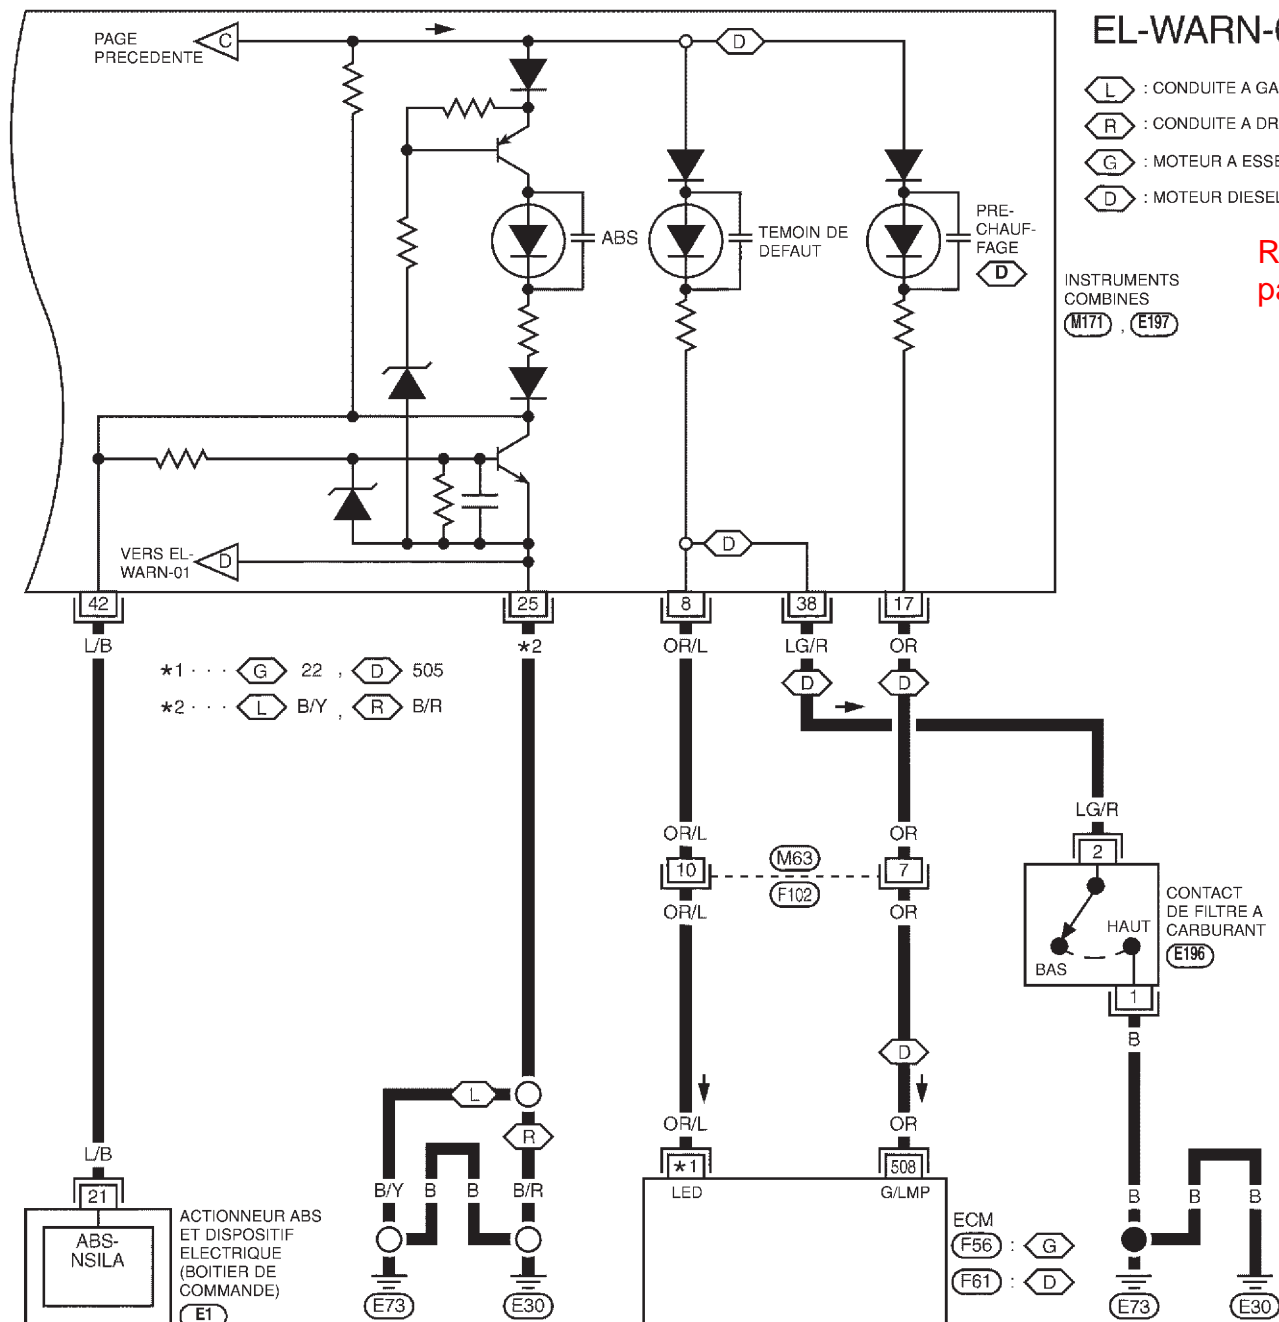 EL-WARN-0
PAGE
PRECEDENTE
C
D
L : CONDUITE A GA
R : CONDUITE A DR
G : MOTEUR A ESSE
D : MOTEUR DIESEL
ABS
TEMOIN DE
DEFAUT
PRE-
CHAUF-
FAGE
D
R
pa
INSTRUMENTS
COMBINES
M171 , E197
VERS EL-
WARN-01
D
D
42
25
8
38
17
L/B
*2
OR/L
LG/R
OR
*1 · · · G 22 , D 505
*2 · · · L B/Y , R B/R
D
D
LG/R
2
OR/L
OR
10
M63
F102
7
OR/L
OR
HAUT
BAS
CONTACT
DE FILTRE A
CARBURANT
E196
1
B
D
L
R
L/B
OR/L
OR
21
*1
508
B/Y
B
B
B/R
LED
G/LMP
B
B
B
ABS-
NSILA
ACTIONNEUR ABS
ET DISPOSITIF
ELECTRIQUE
(BOITIER DE
COMMANDE)
E1
E73
E30
ECM
F56 : G
F61 : D
E73
E30